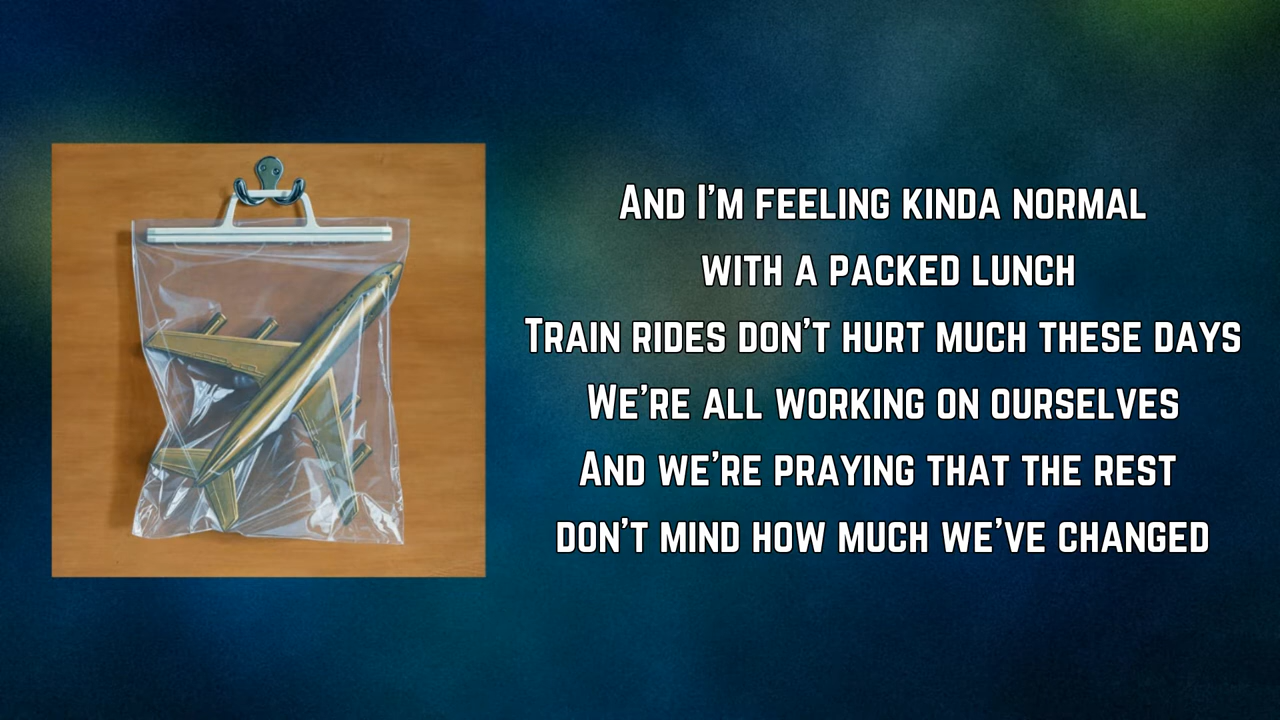 And I'm feeling kinda normal
with a packed lunch
Train rides don't hurt much these days
We're all working on ourselves
And we're praying that the rest
don't mind how much we've changed